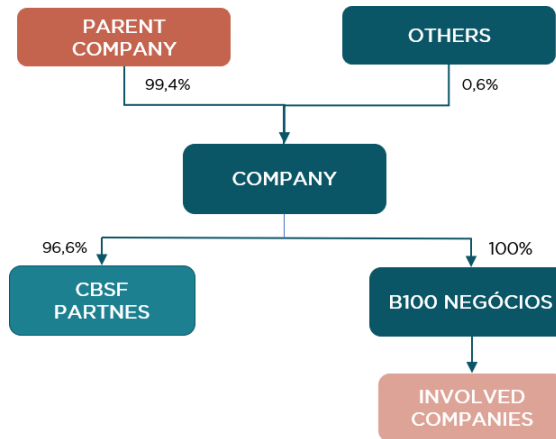 PARENT
COMPANY
OTHERS
99,4%
0,6%
COMPANY
96,6%
100%
CBSF
PARTNES
B100 NEGÓCIOS
INVOLVED
COMPANIES